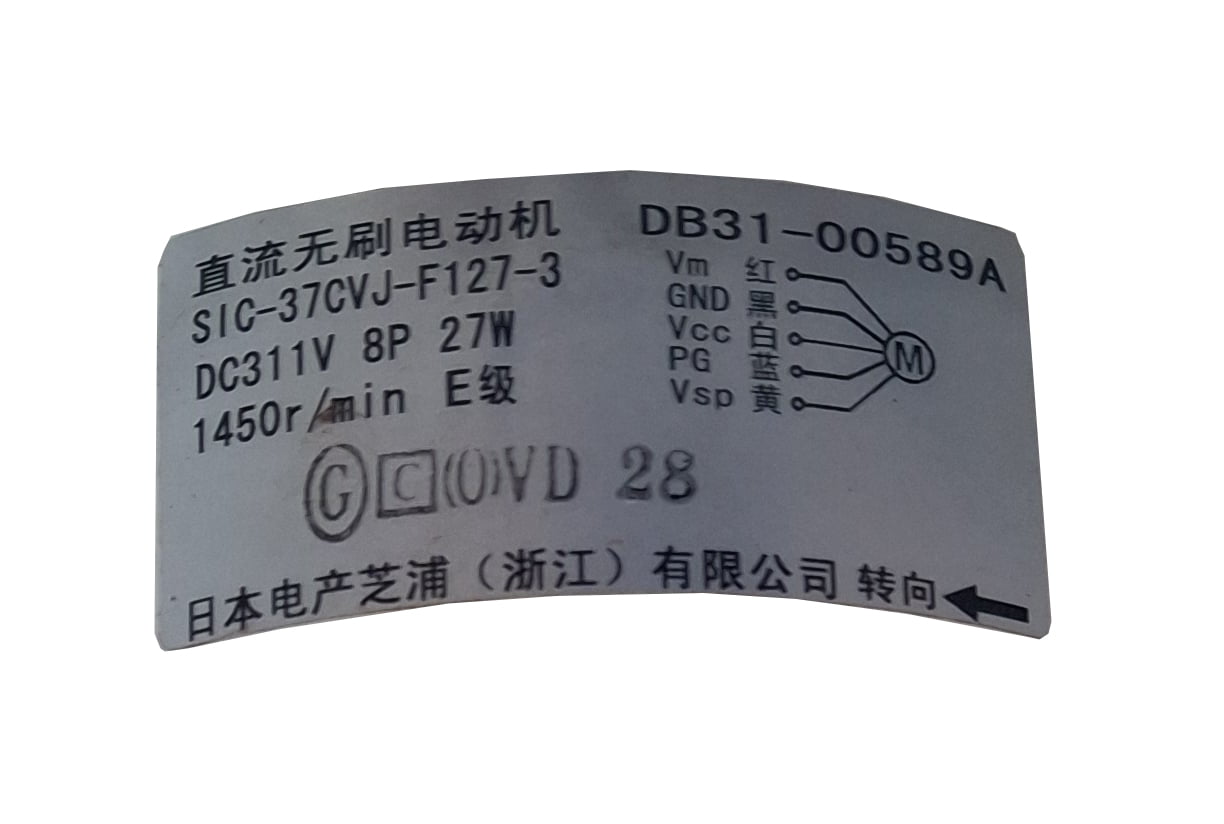 直流无刷电动机
SIC-37CVJ-F127-3
DC311V 8P 27W
1450r/min E级
DB31-00589A
Vm 红
GND 黑
Vcc 白
PG 蓝
Vsp 黄
M
G C (0)VD 28
日本电产芝浦（浙江）有限公司 转向